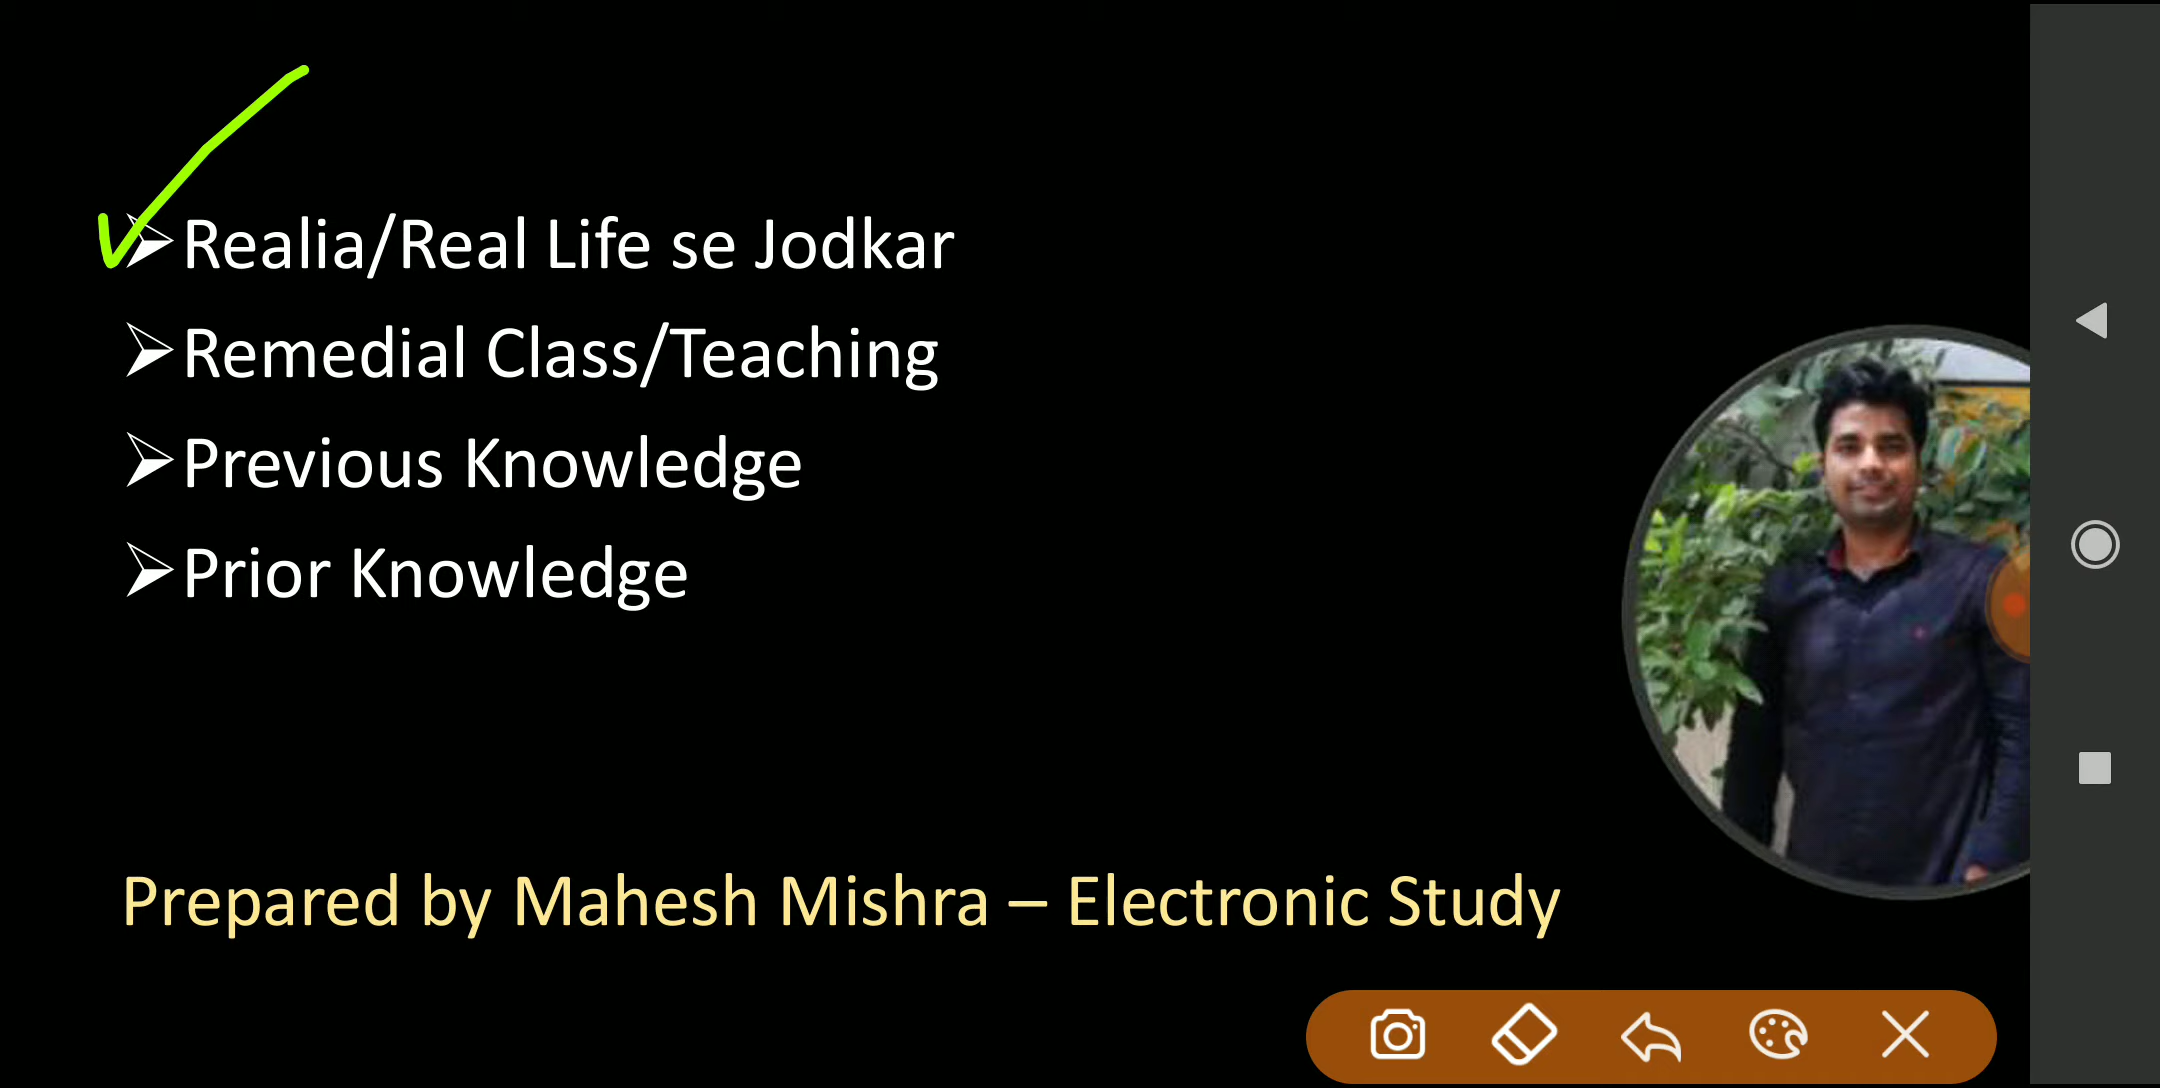 Realia/Real Life se Jodkar
Remedial Class/Teaching
Previous Knowledge
Prior Knowledge
Prepared by Mahesh Mishra – Electronic Study